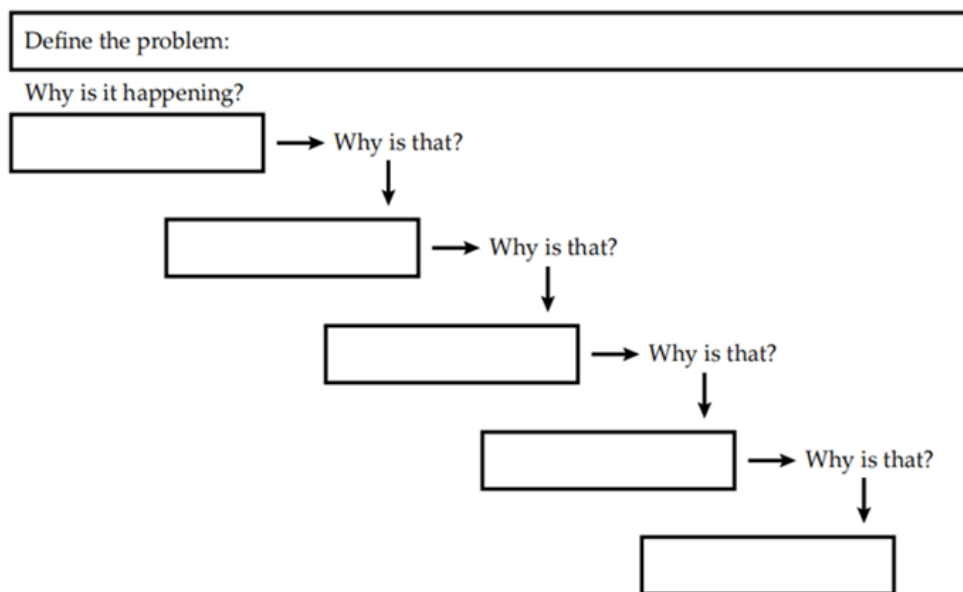 Define the problem:
Why is it happening?
Why is that?
Why is that?
Why is that?
Why is that?